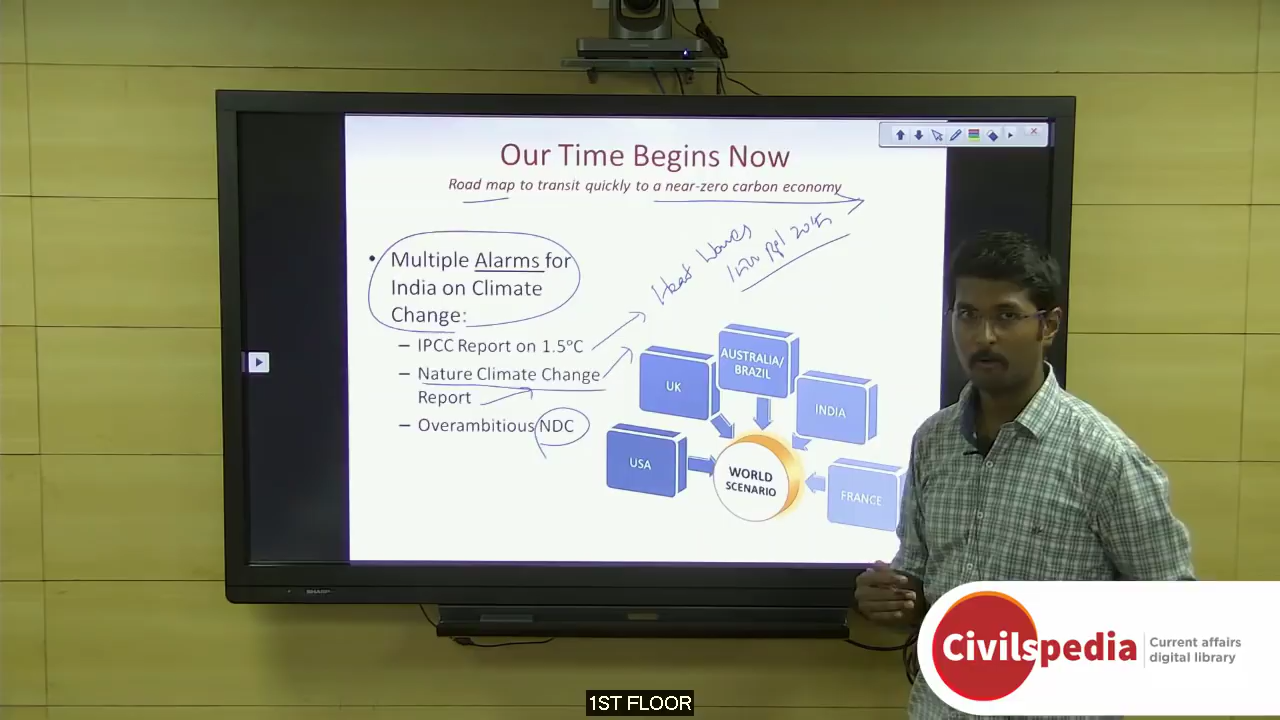 Our Time Begins Now
Road map to transit quickly to a near-zero carbon economy
• Multiple Alarms for
India on Climate
Change:
– IPCC Report on 1.5°C
– Nature Climate Change
Report
– Overambitious NDC
Heat Waves
AUSTRALIA/
BRAZIL
UK
INDIA
USA
WORLD
SCENARIO
FRANCE
SHARP
Civilspedia
Current affairs
digital library
1ST FLOOR